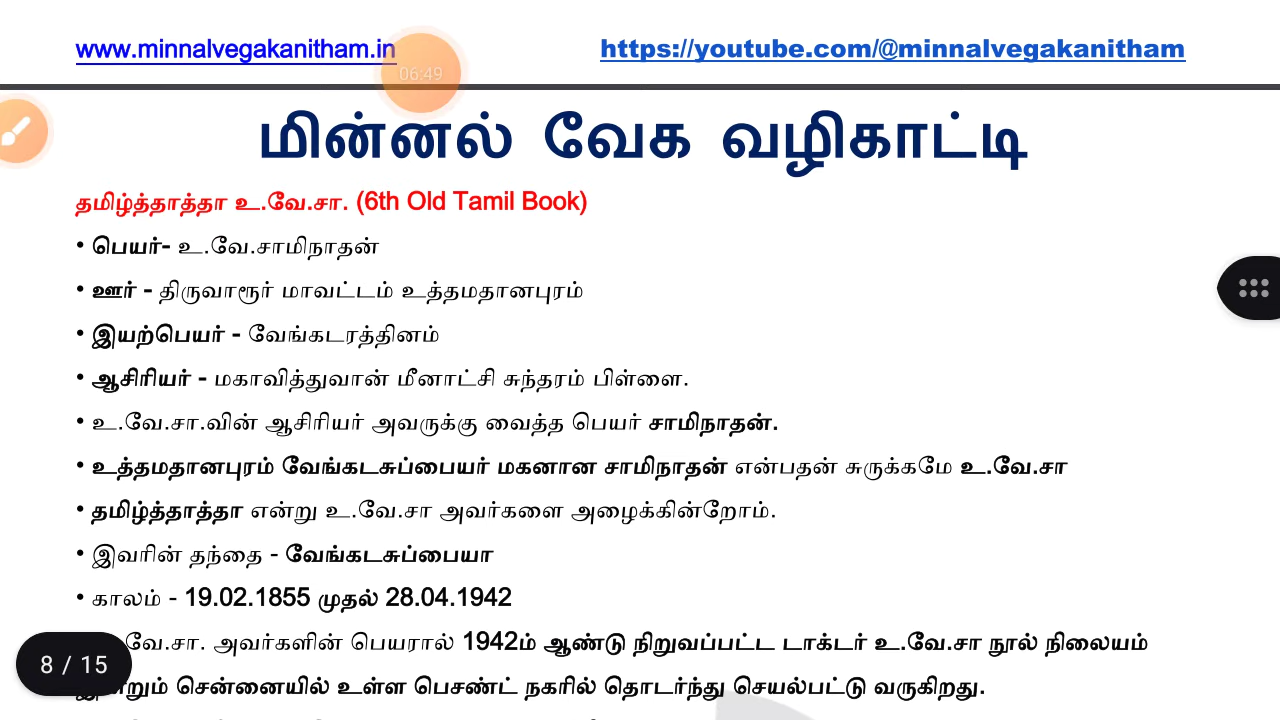 www.minnalvegakanitham.in https://youtube.com/@minnalvegakanitham
06:49
மின்னல் வேக வழிகாட்டி
தமிழ்த்தாத்தா உ.வே.சா. (6th Old Tamil Book)
• பெயர்- உ.வே.சாமிநாதன்
• ஊர் - திருவாரூர் மாவட்டம் உத்தமதானபுரம்
• இயற்பெயர் - வேங்கடரத்தினம்
• ஆசிரியர் - மகாவித்துவான் மீனாட்சி சுந்தரம் பிள்ளை.
• உ.வே.சா.வின் ஆசிரியர் அவருக்கு வைத்த பெயர் சாமிநாதன்.
• உத்தமதானபுரம் வேங்கடசுப்பையர் மகனான சாமிநாதன் என்பதன் சுருக்கமே உ.வே.சா
• தமிழ்த்தாத்தா என்று உ.வே.சா அவர்களை அழைக்கின்றோம்.
• இவரின் தந்தை - வேங்கடசுப்பையா
• காலம் - 19.02.1855 முதல் 28.04.1942
வே.சா. அவர்களின் பெயரால் 1942ம் ஆண்டு நிறுவப்பட்ட டாக்டர் உ.வே.சா நூல் நிலையம்
8 / 15
சென்னையில் உள்ள பெசண்ட் நகரில் தொடர்ந்து செயல்பட்டு வருகிறது.